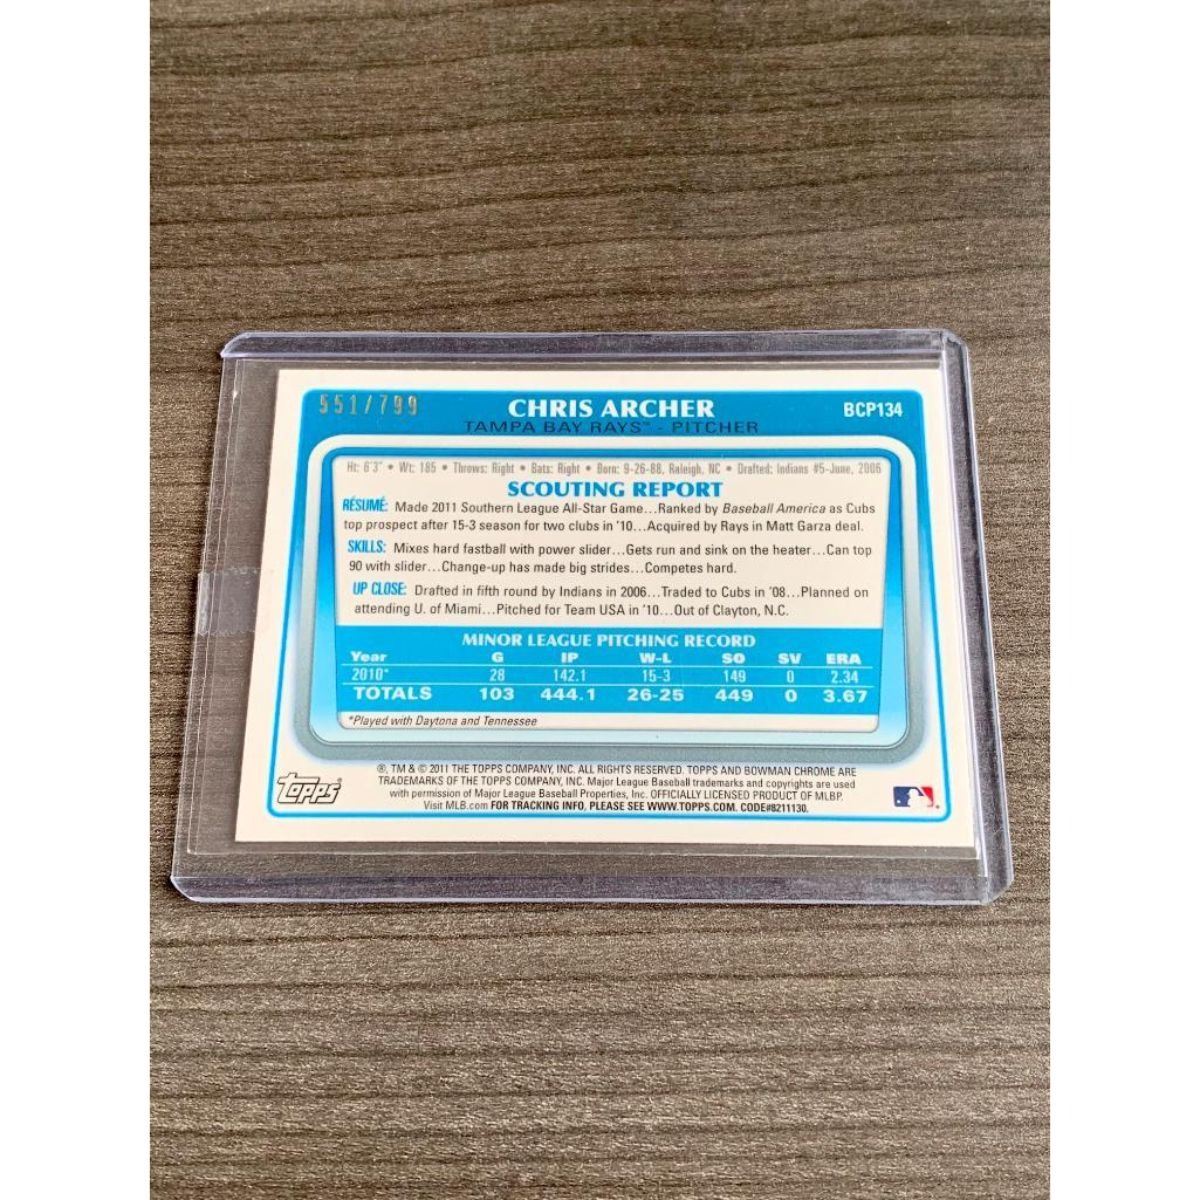 551/799
CHRIS ARCHER
BCP134
TAMPA BAY RAYS™ - PITCHER
Ht: 6'3" • Wt: 185 • Throws: Right • Bats: Right • Born: 9-26-88, Raleigh, NC • Drafted: Indians #5-June, 2006
SCOUTING REPORT
RÉSUMÉ: Made 2011 Southern League All-Star Game...Ranked by Baseball America as Cubs
top prospect after 15-3 season for two clubs in '10...Acquired by Rays in Matt Garza deal.
SKILLS: Mixes hard fastball with power slider...Gets run and sink on the heater...Can top
90 with slider...Change-up has made big strides...Competes hard.
UP CLOSE: Drafted in fifth round by Indians in 2006...Traded to Cubs in '08...Planned on
attending U. of Miami...Pitched for Team USA in '10...Out of Clayton, N.C.
MINOR LEAGUE PITCHING RECORD
Year G IP W-L SO SV ERA
2010* 28 142.1 15-3 149 0 2.34
TOTALS 103 444.1 26-25 449 0 3.67
*Played with Daytona and Tennessee
®, TM & © 2011 THE TOPPS COMPANY, INC. ALL RIGHTS RESERVED. TOPPS AND BOWMAN CHROME ARE
TRADEMARKS OF THE TOPPS COMPANY, INC. Major League Baseball trademarks and copyrights are used
with permission of Major League Baseball Properties, Inc. OFFICIALLY LICENSED PRODUCT OF MLBP.
Visit MLB.com FOR TRACKING INFO, PLEASE SEE WWW.TOPPS.COM. CODE#8211130.
TOPPS®